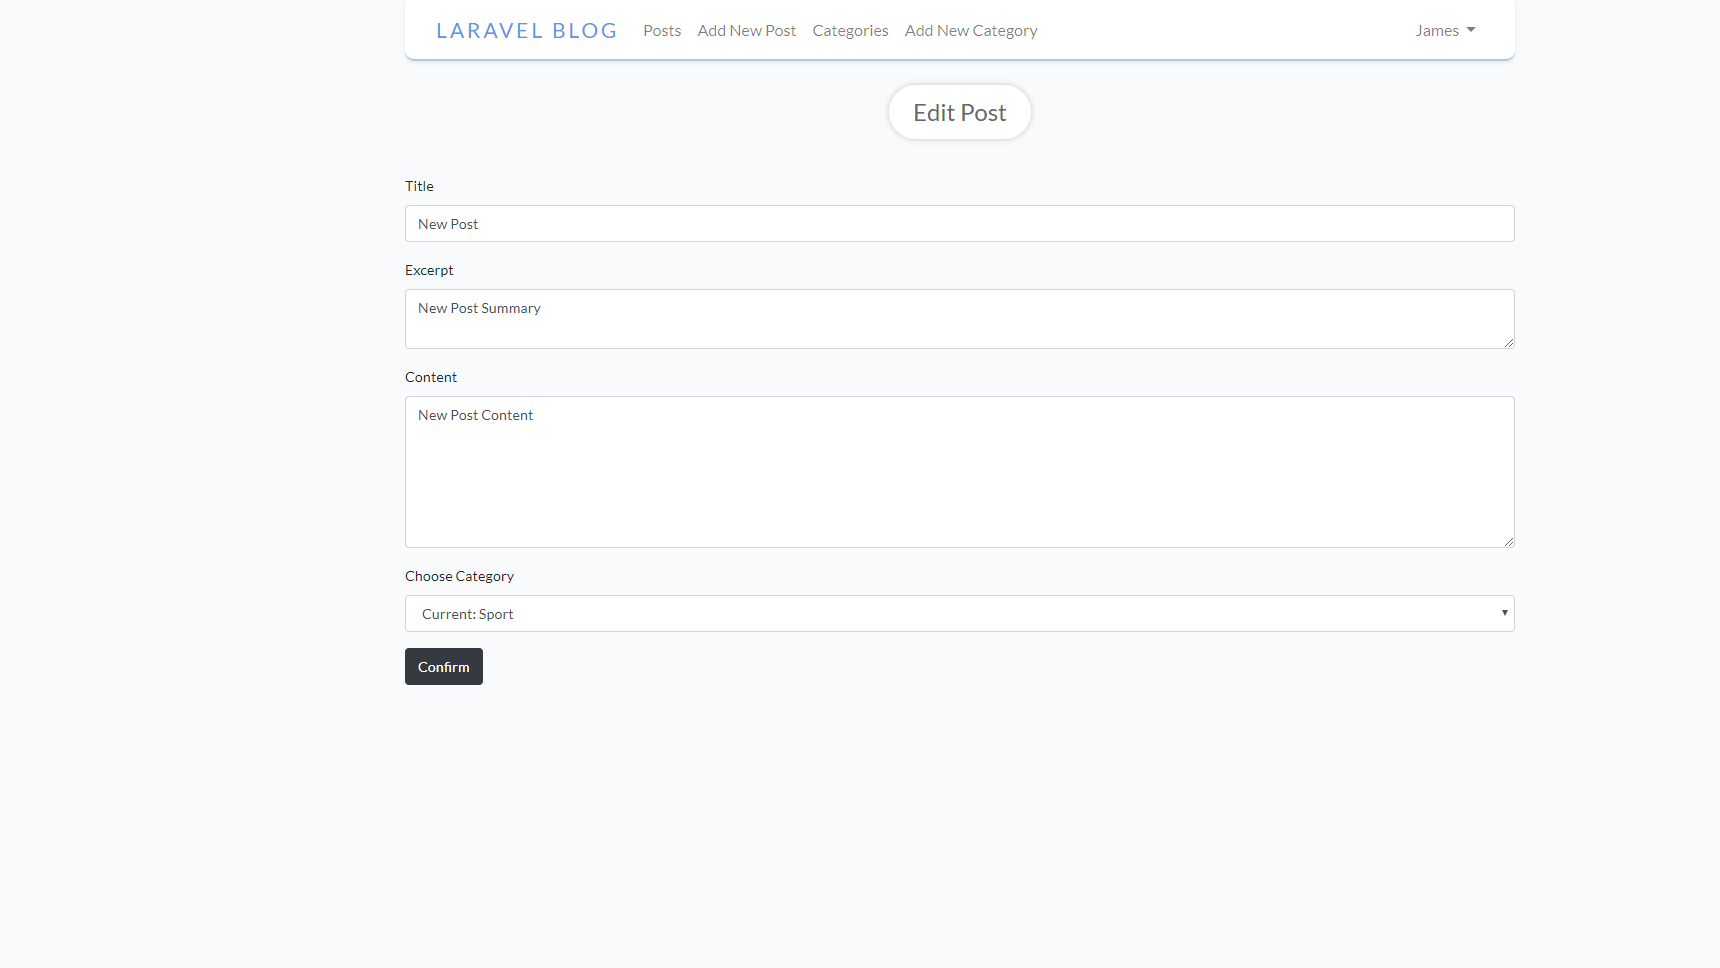 LARAVEL BLOG Posts Add New Post Categories Add New Category James
Edit Post
Title
New Post
Excerpt
New Post Summary
Content
New Post Content
Choose Category
Current: Sport
Confirm